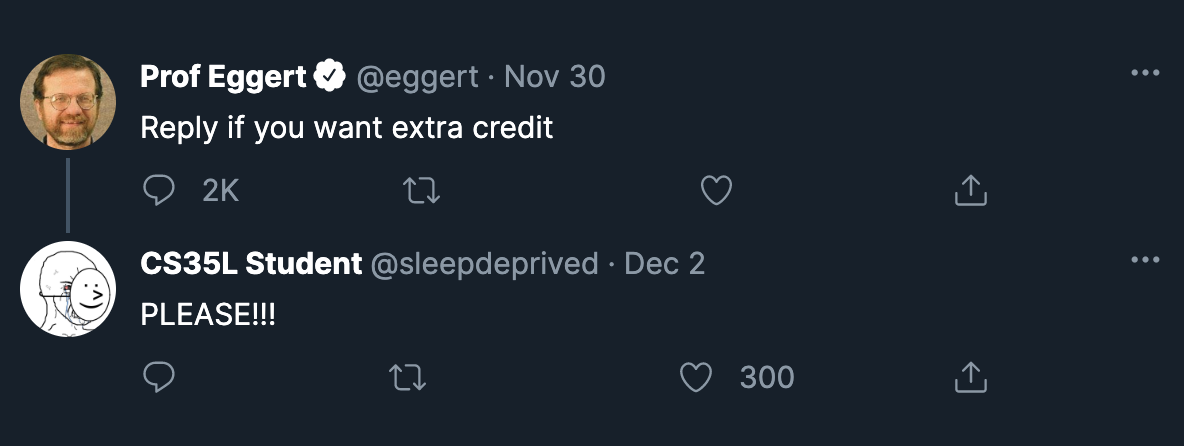 Prof Eggert @eggert · Nov 30
Reply if you want extra credit
2K
CS35L Student @sleepdeprived · Dec 2
PLEASE!!!
300